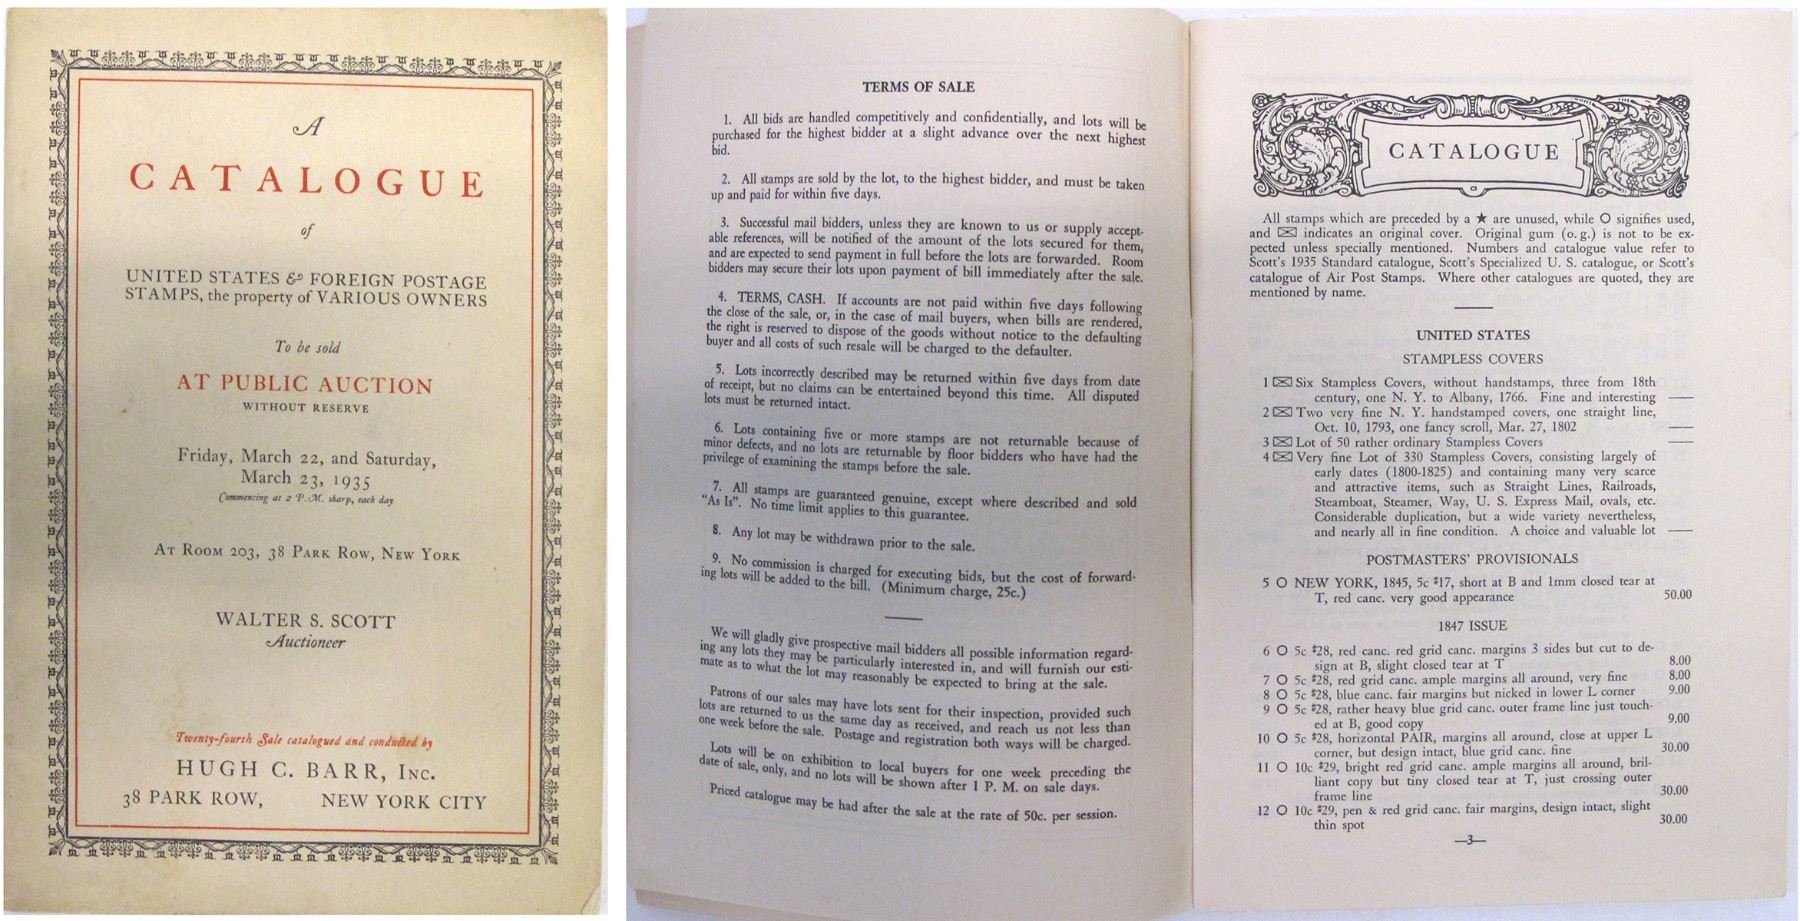 A
CATALOGUE
of
UNITED STATES & FOREIGN POSTAGE
STAMPS, the property of VARIOUS OWNERS
To be sold
AT PUBLIC AUCTION
WITHOUT RESERVE
Friday, March 22, and Saturday,
March 23, 1935
Commencing at 2 P.M. sharp, each day
AT ROOM 203, 38 PARK ROW, NEW YORK
WALTER S. SCOTT
Auctioneer
Twenty-fourth Sale catalogued and conducted by
HUGH C. BARR, INC.
38 PARK ROW, NEW YORK CITY
TERMS OF SALE
1. All bids are handled competitively and confidentially, and lots will be
purchased for the highest bidder at a slight advance over the next highest
bid.
2. All stamps are sold by the lot, to the highest bidder, and must be taken
up and paid for within five days.
3. Successful mail bidders, unless they are known to us or supply accept-
able references, will be notified of the amount of the lots secured for them,
and are expected to send payment in full before the lots are forwarded. Room
bidders may secure their lots upon payment of bill immediately after the sale.
4. TERMS, CASH. If accounts are not paid within five days following
the close of the sale, or, in the case of mail buyers, when bills are rendered,
the right is reserved to dispose of the goods without notice to the defaulting
buyer and all costs of such resale will be charged to the defaulter.
5. Lots incorrectly described may be returned within five days from date
of receipt, but no claims can be entertained beyond this time. All disputed
lots must be returned intact.
6. Lots containing five or more stamps are not returnable because of
minor defects, and no lots are returnable by floor bidders who have had the
privilege of examining the stamps before the sale.
7. All stamps are guaranteed genuine, except where described and sold
"As Is". No time limit applies to this guarantee.
8. Any lot may be withdrawn prior to the sale.
9. No commission is charged for executing bids, but the cost of forward-
ing lots will be added to the bill. (Minimum charge, 25c.)
We will gladly give prospective mail bidders all possible information regard-
ing any lots they may be particularly interested in, and will furnish our esti-
mate as to what the lot may reasonably be expected to bring at the sale.
Patrons of our sales may have lots sent for their inspection, provided such
lots are returned to us the same day as received, and reach us not less than
one week before the sale. Postage and registration both ways will be charged.
Lots will be on exhibition to local buyers for one week preceding the
date of sale, only, and no lots will be shown after 1 P. M. on sale days.
Priced catalogue may be had after the sale at the rate of 50c. per session.
CATALOGUE
All stamps which are preceded by a ★ are unused, while O signifies used,
and ✉ indicates an original cover. Original gum (o. g.) is not to be ex-
pected unless specially mentioned. Numbers and catalogue value refer to
Scott's 1935 Standard catalogue, Scott's Specialized U. S. catalogue, or Scott's
catalogue of Air Post Stamps. Where other catalogues are quoted, they are
mentioned by name.
UNITED STATES
STAMPLESS COVERS
1 ✉ Six Stampless Covers, without handstamps, three from 18th
century, one N. Y. to Albany, 1766. Fine and interesting ——
2 ✉ Two very fine N. Y. handstamped covers, one straight line,
Oct. 10, 1793, one fancy scroll, Mar. 27, 1802 ——
3 ✉ Lot of 50 rather ordinary Stampless Covers ——
4 ✉ Very fine Lot of 330 Stampless Covers, consisting largely of
early dates (1800-1825) and containing many very scarce
and attractive items, such as Straight Lines, Railroads,
Steamboat, Steamer, Way, U. S. Express Mail, ovals, etc.
Considerable duplication, but a wide variety nevertheless,
and nearly all in fine condition. A choice and valuable lot ——
POSTMASTERS' PROVISIONALS
5 O NEW YORK, 1845, 5c #17, short at B and 1mm closed tear at
T, red canc. very good appearance 50.00
1847 ISSUE
6 O 5c #28, red canc. red grid canc. margins 3 sides but cut to de-
sign at B, slight closed tear at T 8.00
7 O 5c #28, red grid canc. ample margins all around, very fine 8.00
8 O 5c #28, blue canc. fair margins but nicked in lower L corner 9.00
9 O 5c #28, rather heavy blue grid canc. outer frame line just touch-
ed at B, good copy 9.00
10 O 5c #28, horizontal PAIR, margins all around, close at upper L
corner, but design intact, blue grid canc. fine 30.00
11 O 10c #29, bright red grid canc. ample margins all around, bril-
liant copy but tiny closed tear at T, just crossing outer
frame line 30.00
12 O 10c #29, pen & red grid canc. fair margins, design intact, slight
thin spot 30.00
—3—